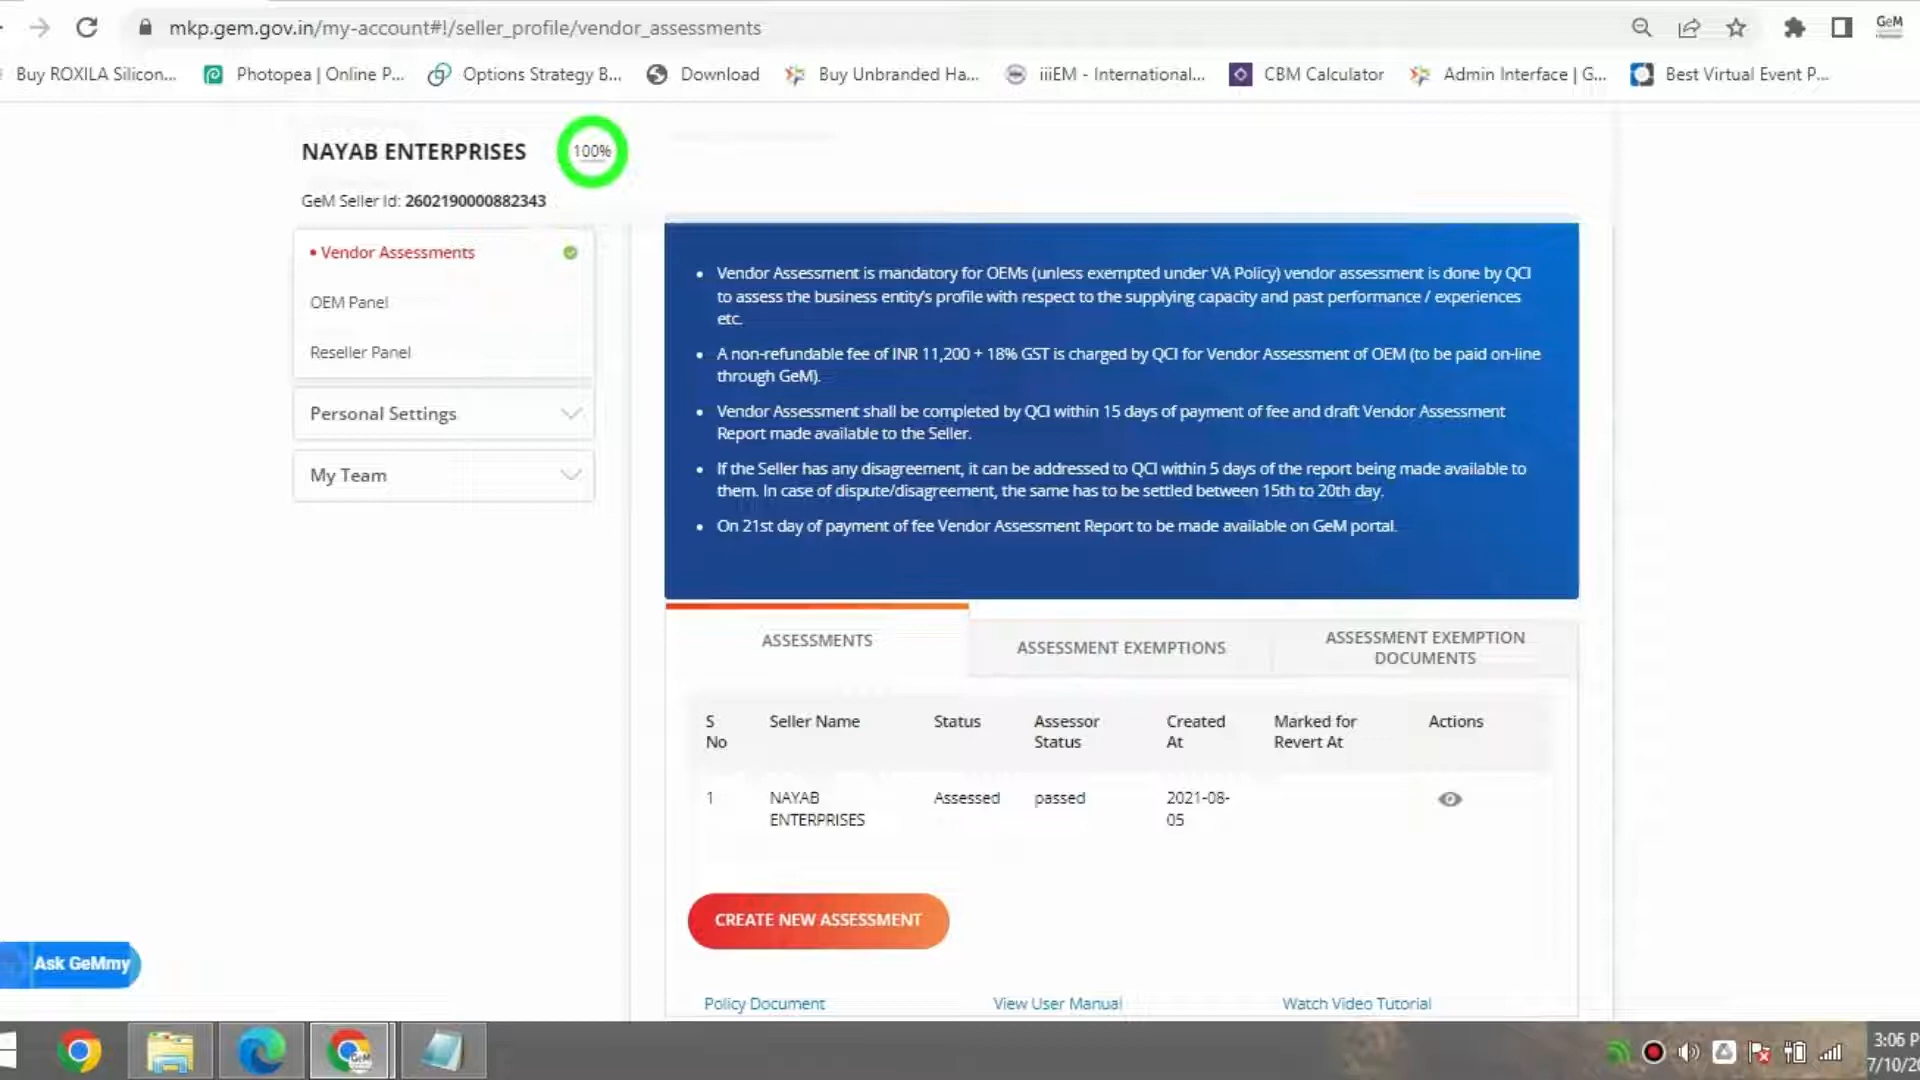 mkp.gem.gov.in/my-account#!/seller_profile/vendor_assessments
GeM
Buy ROXILA Silicon...
Photopea | Online P...
Options Strategy B...
Download
Buy Unbranded Ha...
iiiEM - International...
CBM Calculator
Admin Interface | G...
Best Virtual Event P...
NAYAB ENTERPRISES
100%
GeM Seller Id: 2602190000882343
• Vendor Assessments
OEM Panel
Reseller Panel
Personal Settings
My Team
• Vendor Assessment is mandatory for OEMs (unless exempted under VA Policy) vendor assessment is done by QCI
to assess the business entity's profile with respect to the supplying capacity and past performance / experiences
etc.
• A non-refundable fee of INR 11,200 + 18% GST is charged by QCI for Vendor Assessment of OEM (to be paid on-line
through GeM).
• Vendor Assessment shall be completed by QCI within 15 days of payment of fee and draft Vendor Assessment
Report made available to the Seller.
• If the Seller has any disagreement, it can be addressed to QCI within 5 days of the report being made available to
them. In case of dispute/disagreement, the same has to be settled between 15th to 20th day.
• On 21st day of payment of fee Vendor Assessment Report to be made available on GeM portal.
ASSESSMENTS
ASSESSMENT EXEMPTIONS
ASSESSMENT EXEMPTION
DOCUMENTS
S
No
Seller Name
Status
Assessor
Status
Created
At
Marked for
Revert At
Actions
1
NAYAB
ENTERPRISES
Assessed
passed
2021-08-
05
CREATE NEW ASSESSMENT
Ask GeMmy
Policy Document
View User Manual
Watch Video Tutorial
GeM
3:06 P
7/10/20